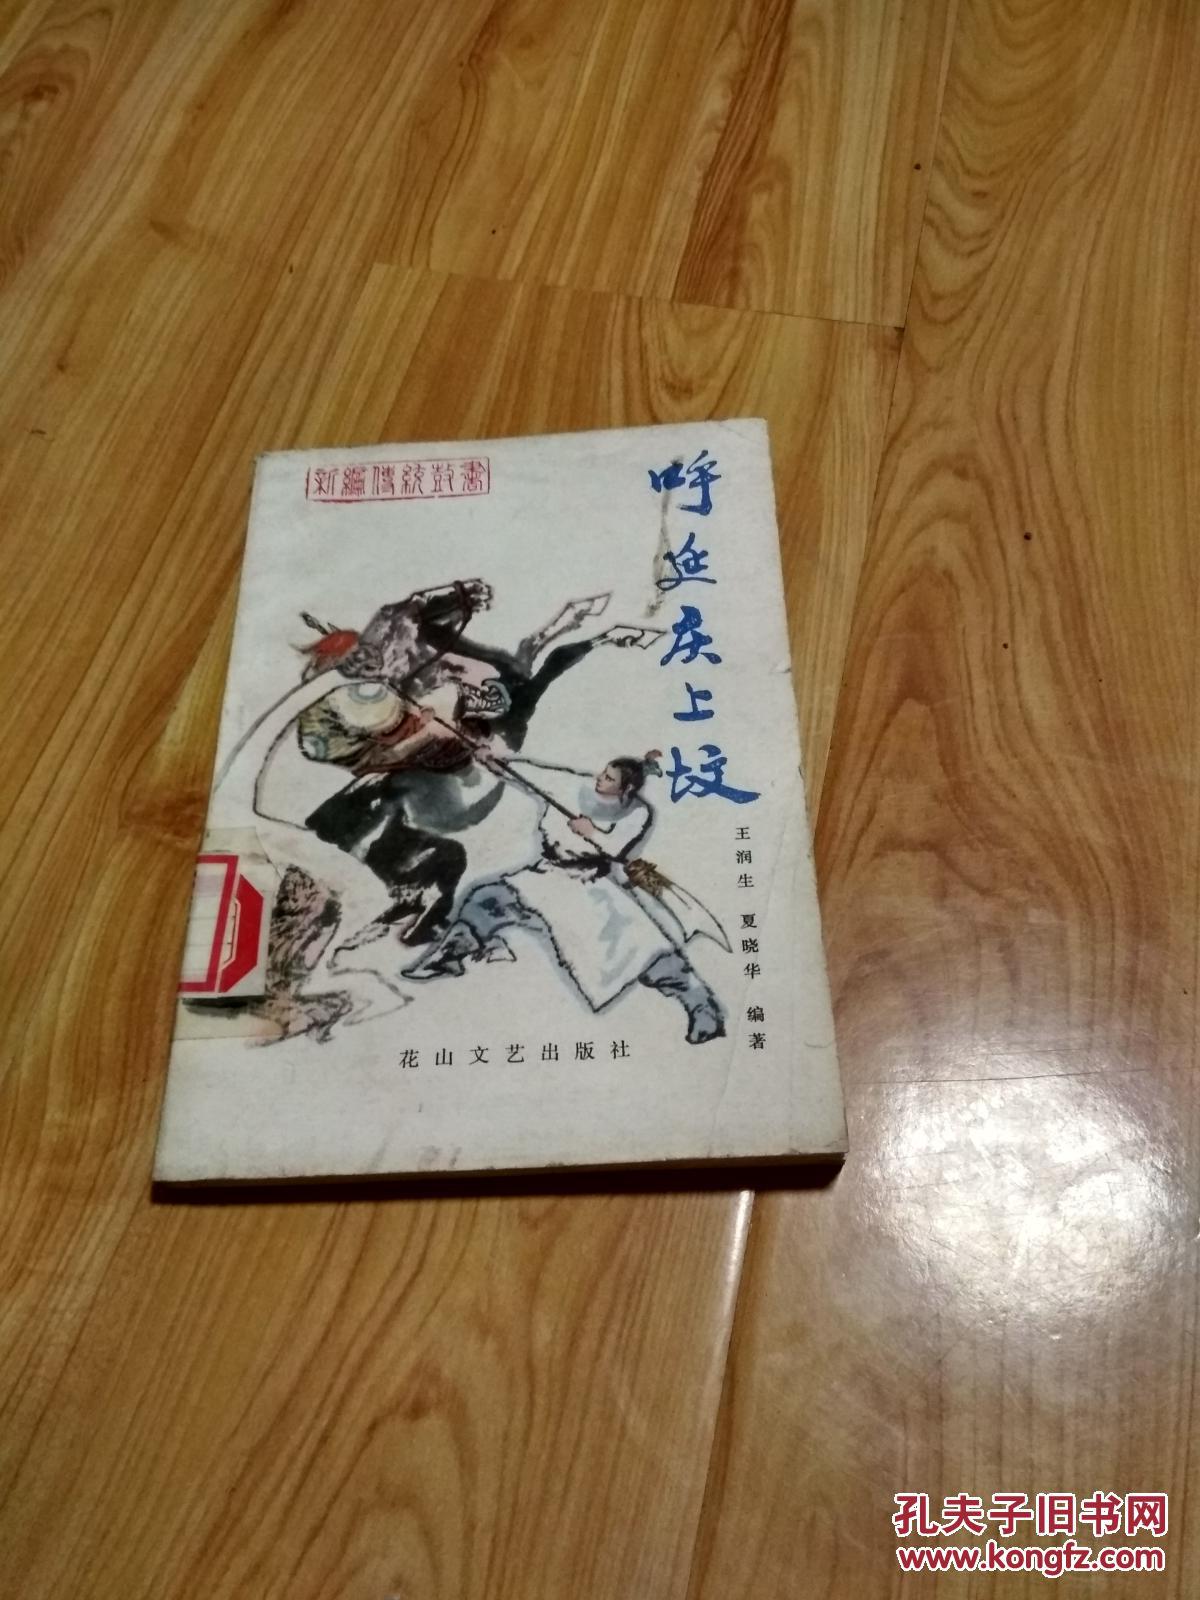 新編傳統鼓書
呼延庆上坟
王润生 夏晓华 编著
花山文艺出版社
孔夫子旧书网
www.kongfz.com